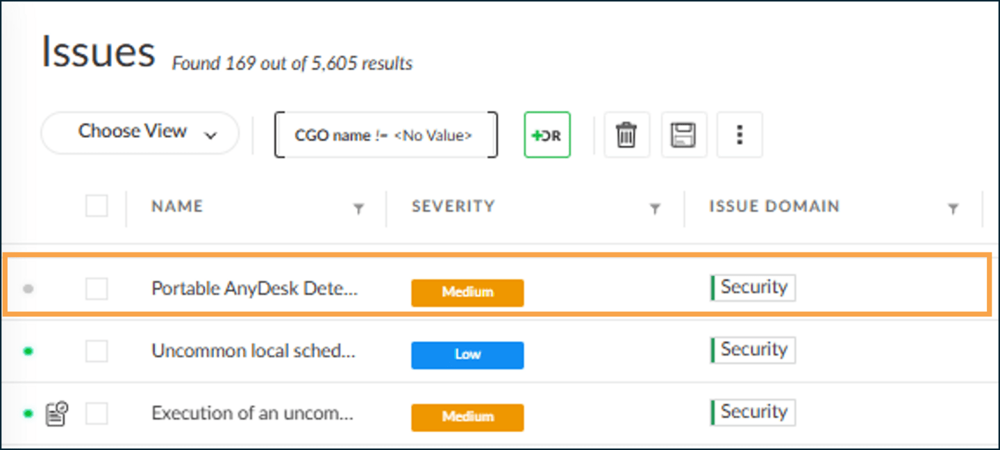 Issues Found 169 out of 5,605 results
Choose View CGO name != <No Value> +OR
NAME SEVERITY ISSUE DOMAIN
Portable AnyDesk Dete... Medium Security
Uncommon local sched... Low Security
Execution of an uncom... Medium Security